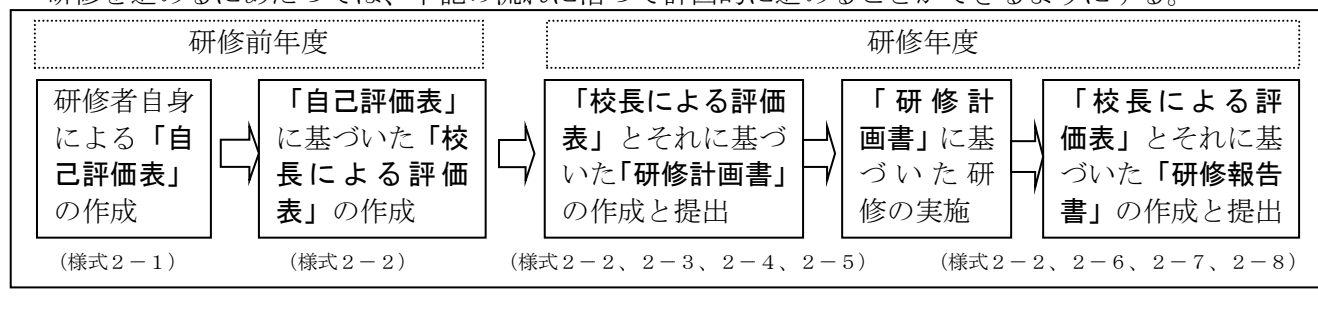 研修を進めるにあたっては、下記の流れに沿って計画的に進めることができるようにする。
研修前年度
研修年度
研修者自身
による「自
己評価表」
の作成
「自己評価表」
に基づいた「校
長による評価
表」の作成
「校長による評価
表」とそれに基づ
いた「研修計画書」
の作成と提出
「研修計
画書」に基
づいた研
修の実施
「校長による評
価表」とそれに基
づいた「研修報告
書」の作成と提出
(様式2-1)
(様式2-2)
(様式2-2、2-3、2-4、2-5)
(様式2-2、2-6、2-7、2-8)